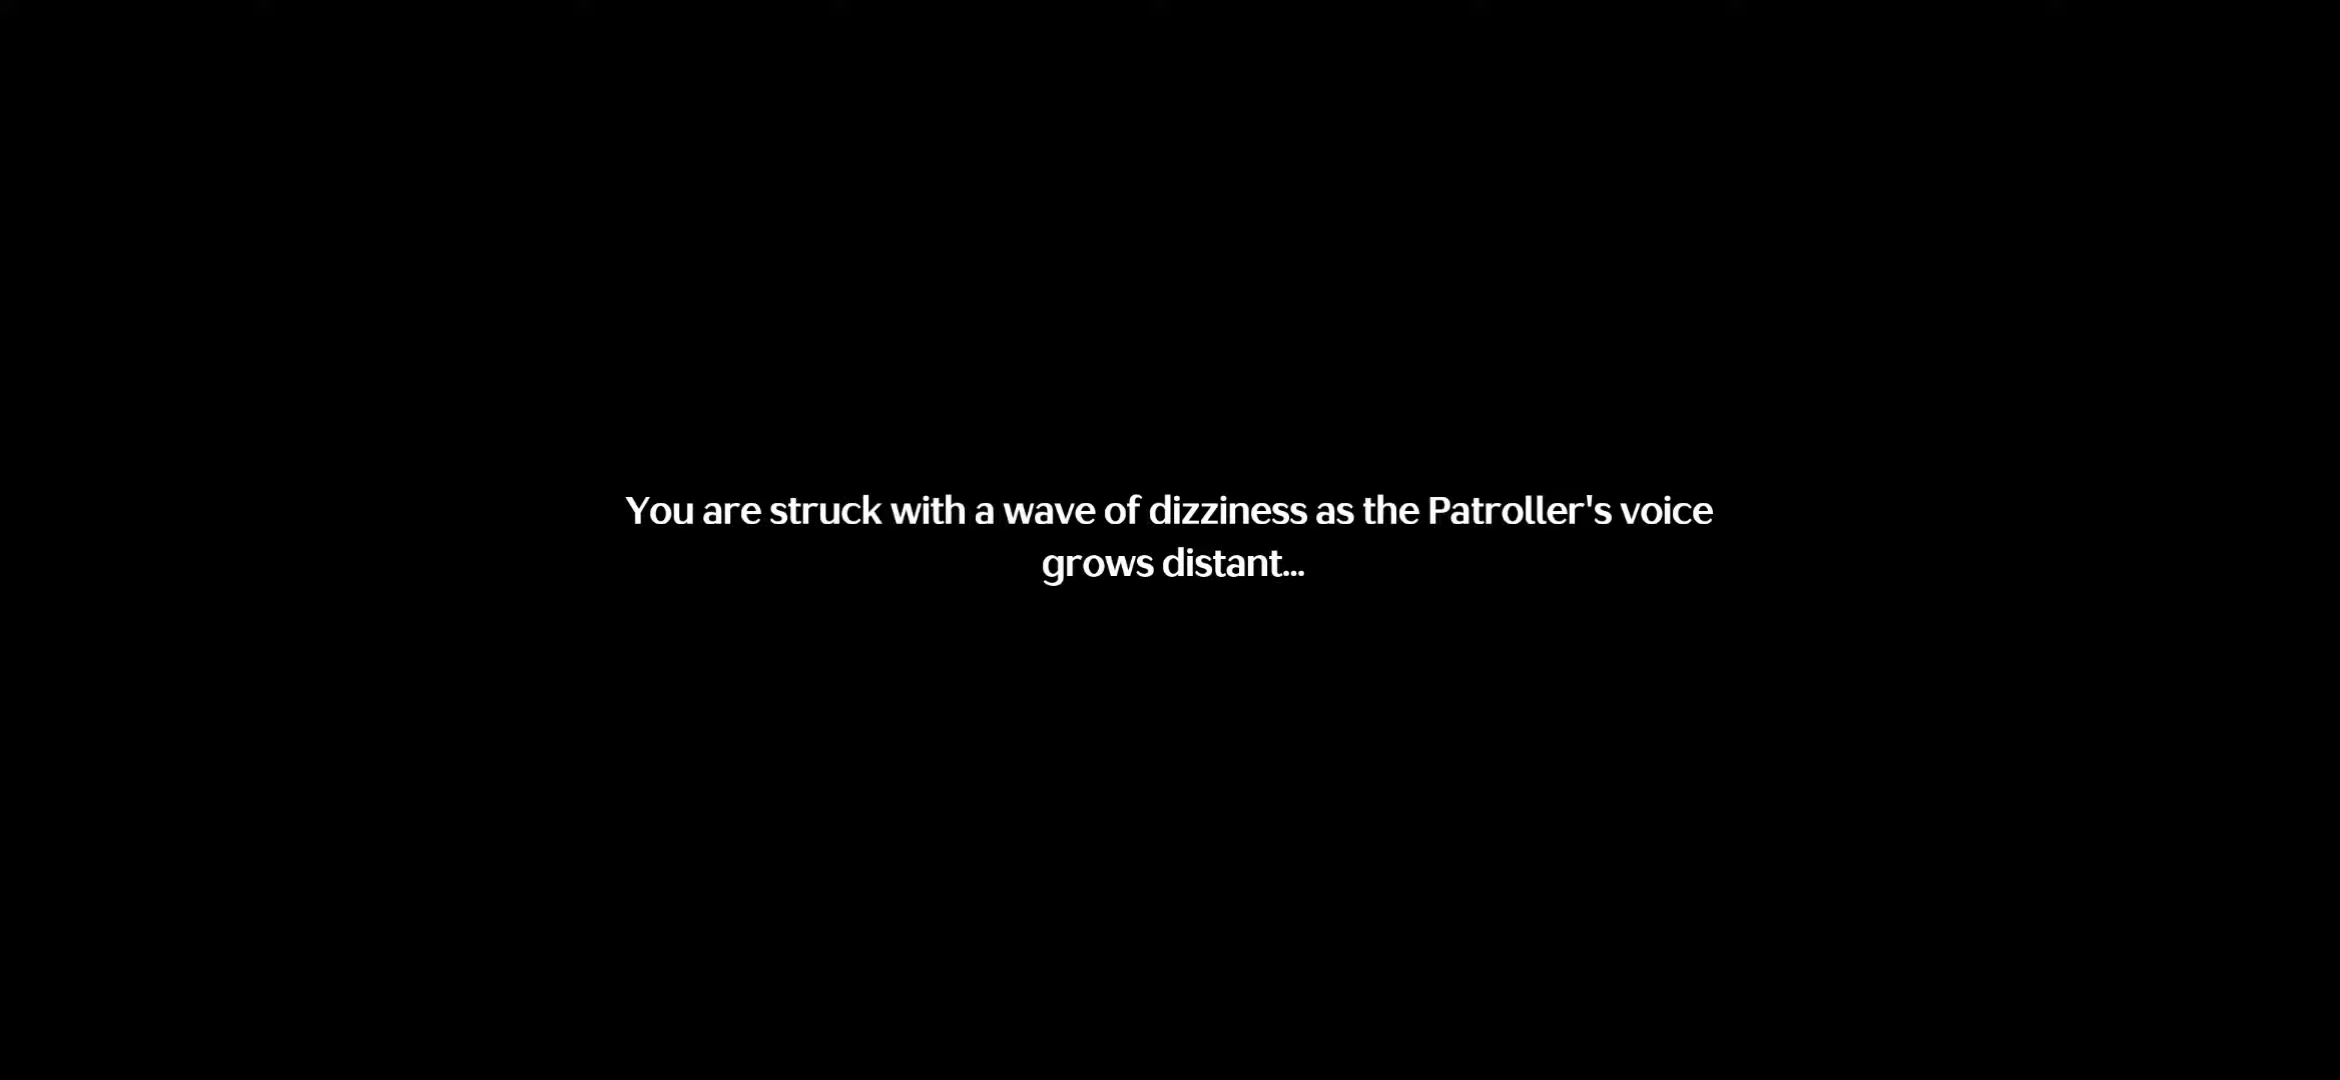 You are struck with a wave of dizziness as the Patroller's voice
grows distant...